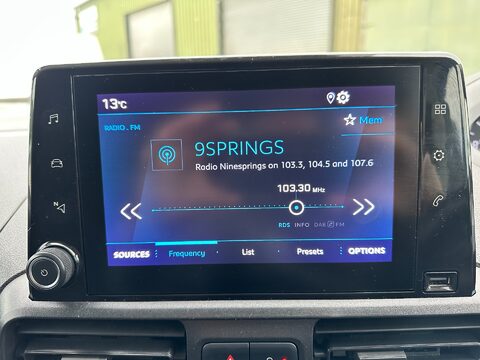 13°C
Mem
RADIO . FM
9SPRINGS
Radio Ninesprings on 103.3, 104.5 and 107.6
103.30 MHz
RDS INFO DAB FM
SOURCES Frequency List Presets OPTIONS
N